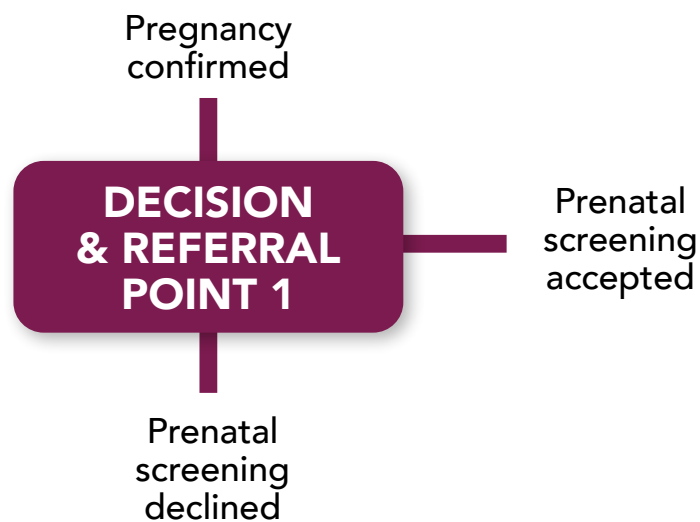 Pregnancy
confirmed
DECISION
& REFERRAL
POINT 1
Prenatal
screening
accepted
Prenatal
screening
declined